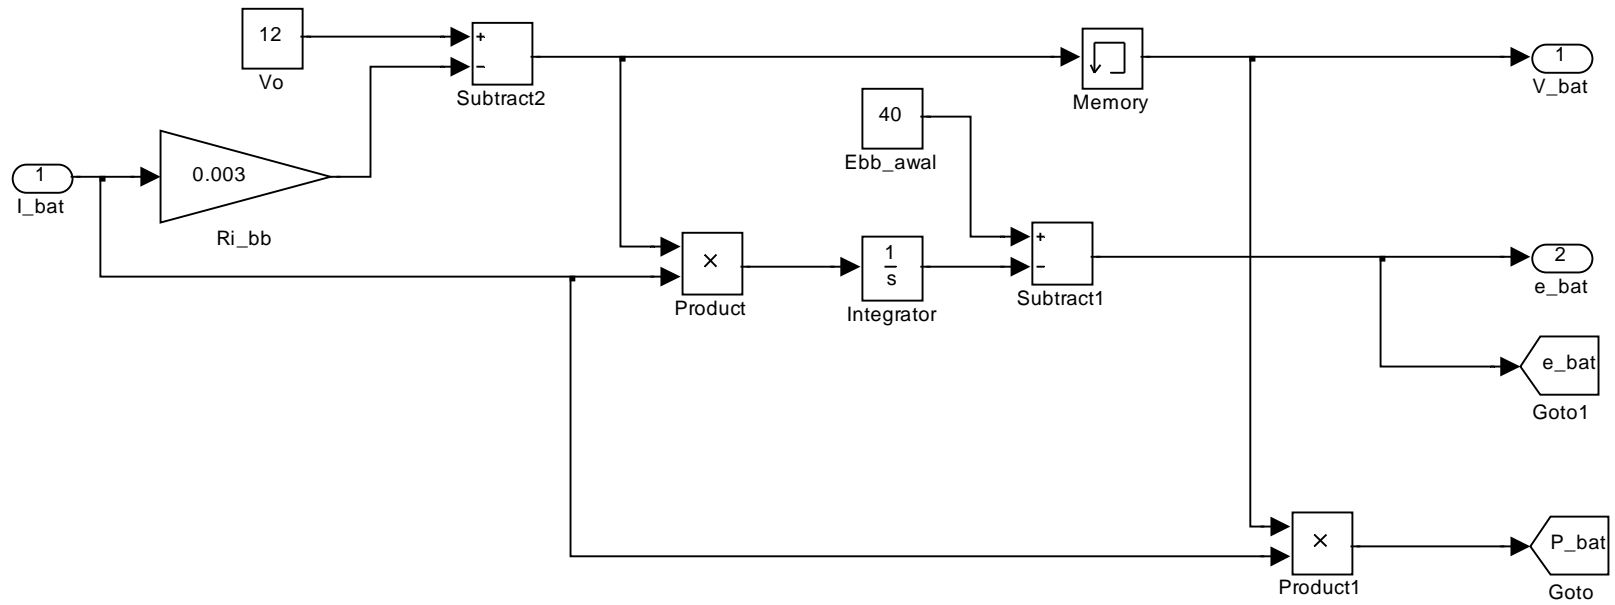 12
Vo
+
−
Subtract2
Memory
1
V_bat
40
Ebb_awal
1
I_bat
0.003
Ri_bb
×
Product
1
s
Integrator
+
−
Subtract1
2
e_bat
e_bat
Goto1
×
Product1
P_bat
Goto